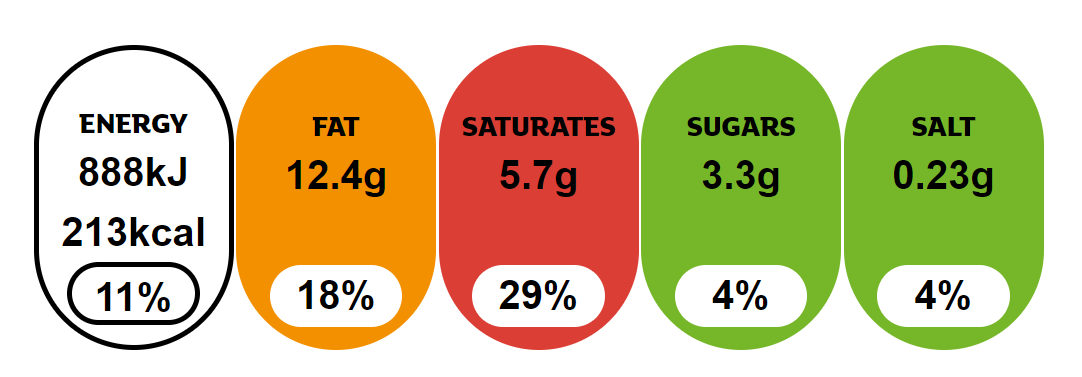 ENERGY
888kJ
213kcal
11%
FAT
12.4g
18%
SATURATES
5.7g
29%
SUGARS
3.3g
4%
SALT
0.23g
4%